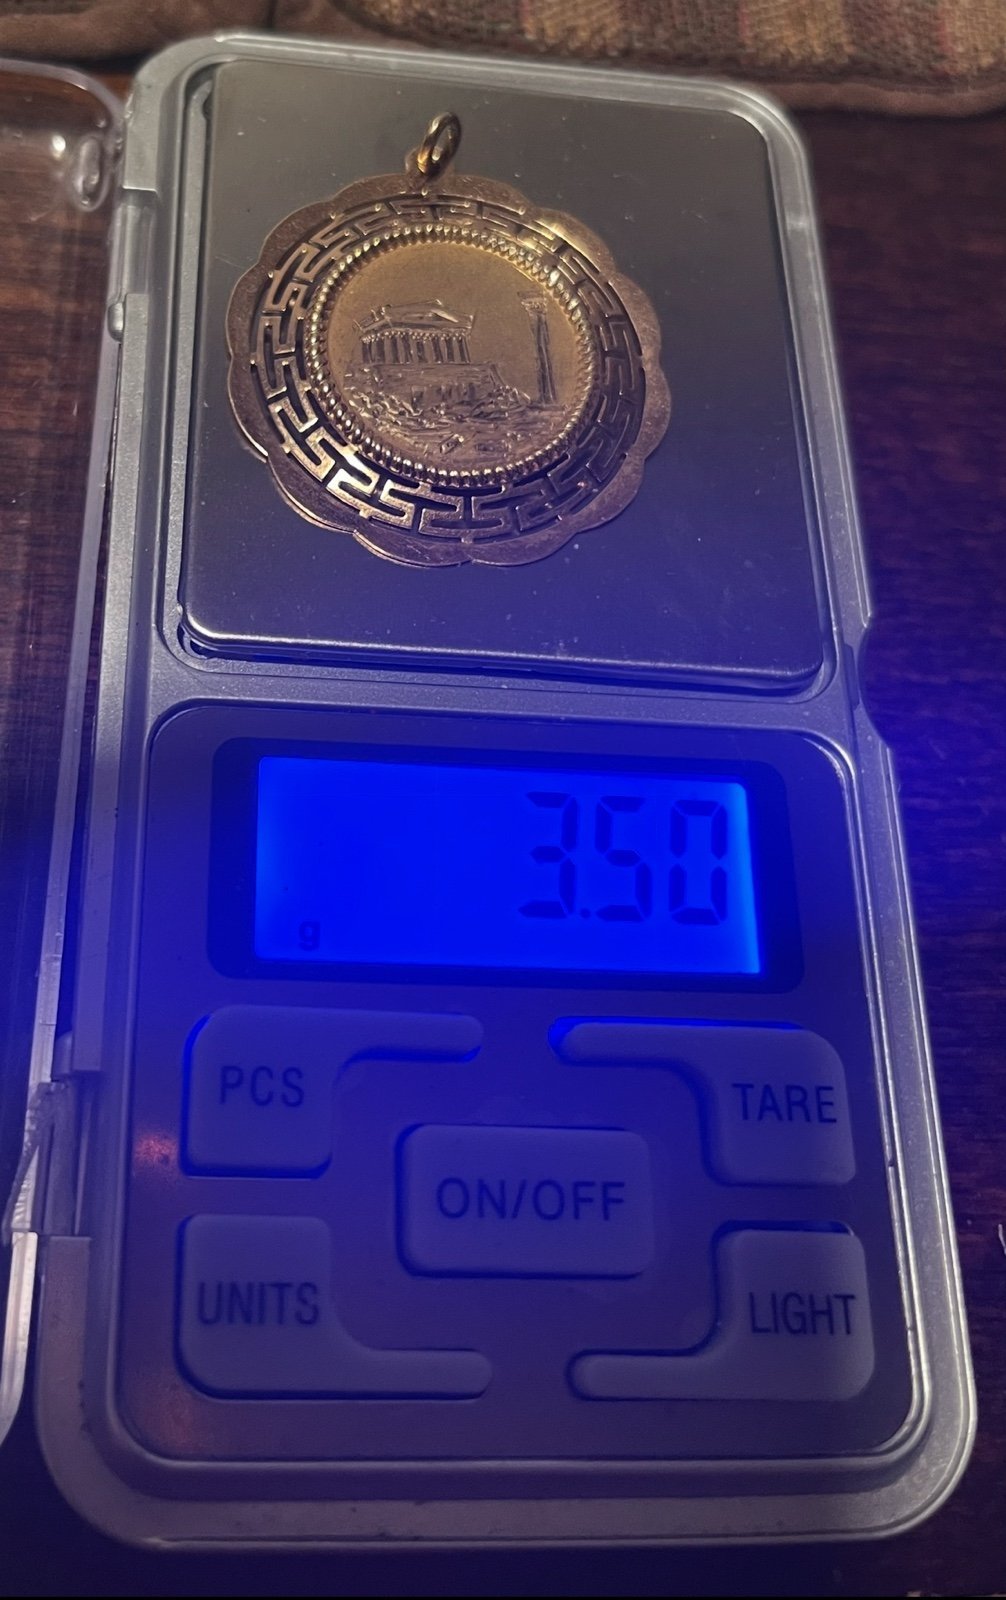 3.50
g
PCS
TARE
ON/OFF
UNITS
LIGHT